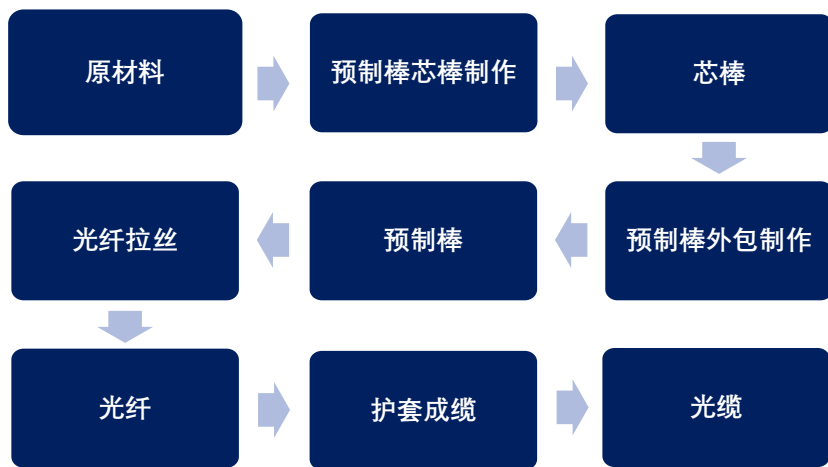 原材料
预制棒芯棒制作
芯棒
预制棒外包制作
预制棒
光纤拉丝
光纤
护套成缆
光缆